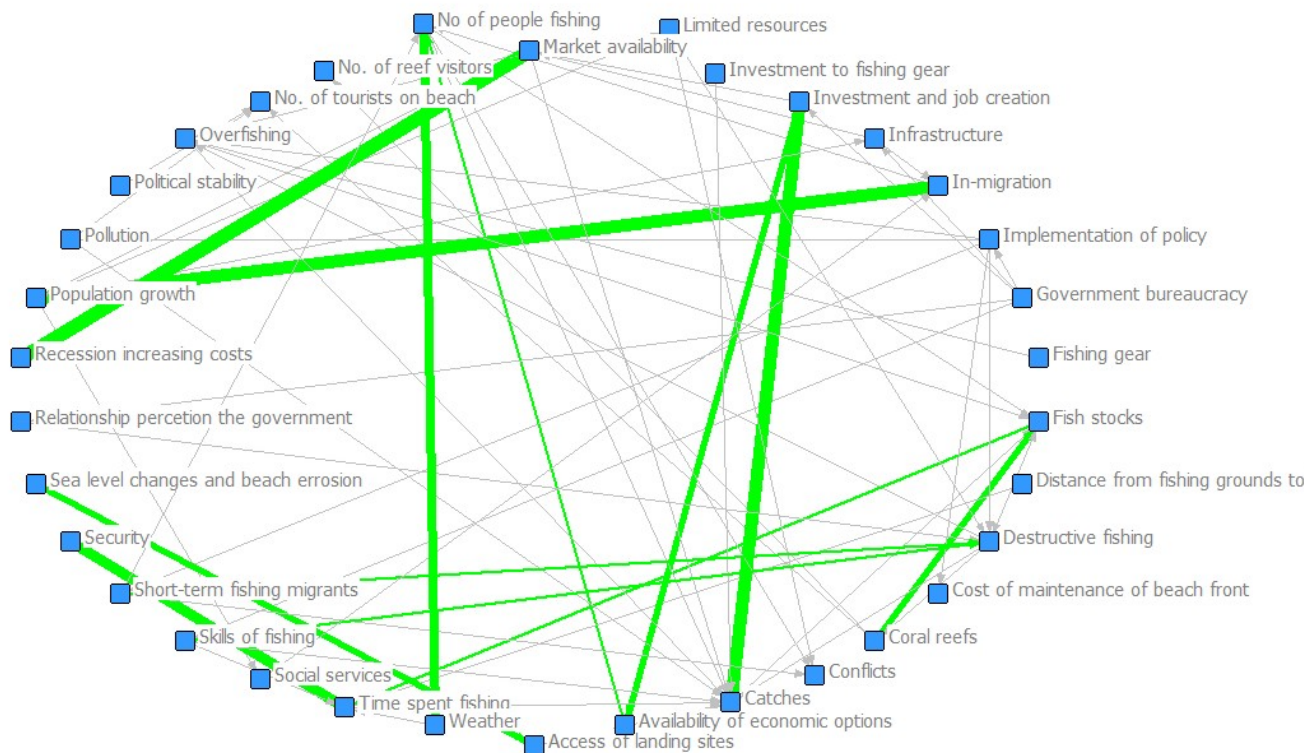 No of people fishing
Limited resources
Market availability
No. of reef visitors
Investment to fishing gear
No. of tourists on beach
Investment and job creation
Overfishing
Infrastructure
Political stability
In-migration
Pollution
Implementation of policy
Population growth
Government bureaucracy
Recession increasing costs
Fishing gear
Relationship percetion the government
Fish stocks
Sea level changes and beach errosion
Distance from fishing grounds to
Security
Destructive fishing
Short-term fishing migrants
Cost of maintenance of beach front
Skills of fishing
Coral reefs
Social services
Conflicts
Time spent fishing
Catches
Weather
Availability of economic options
Access of landing sites